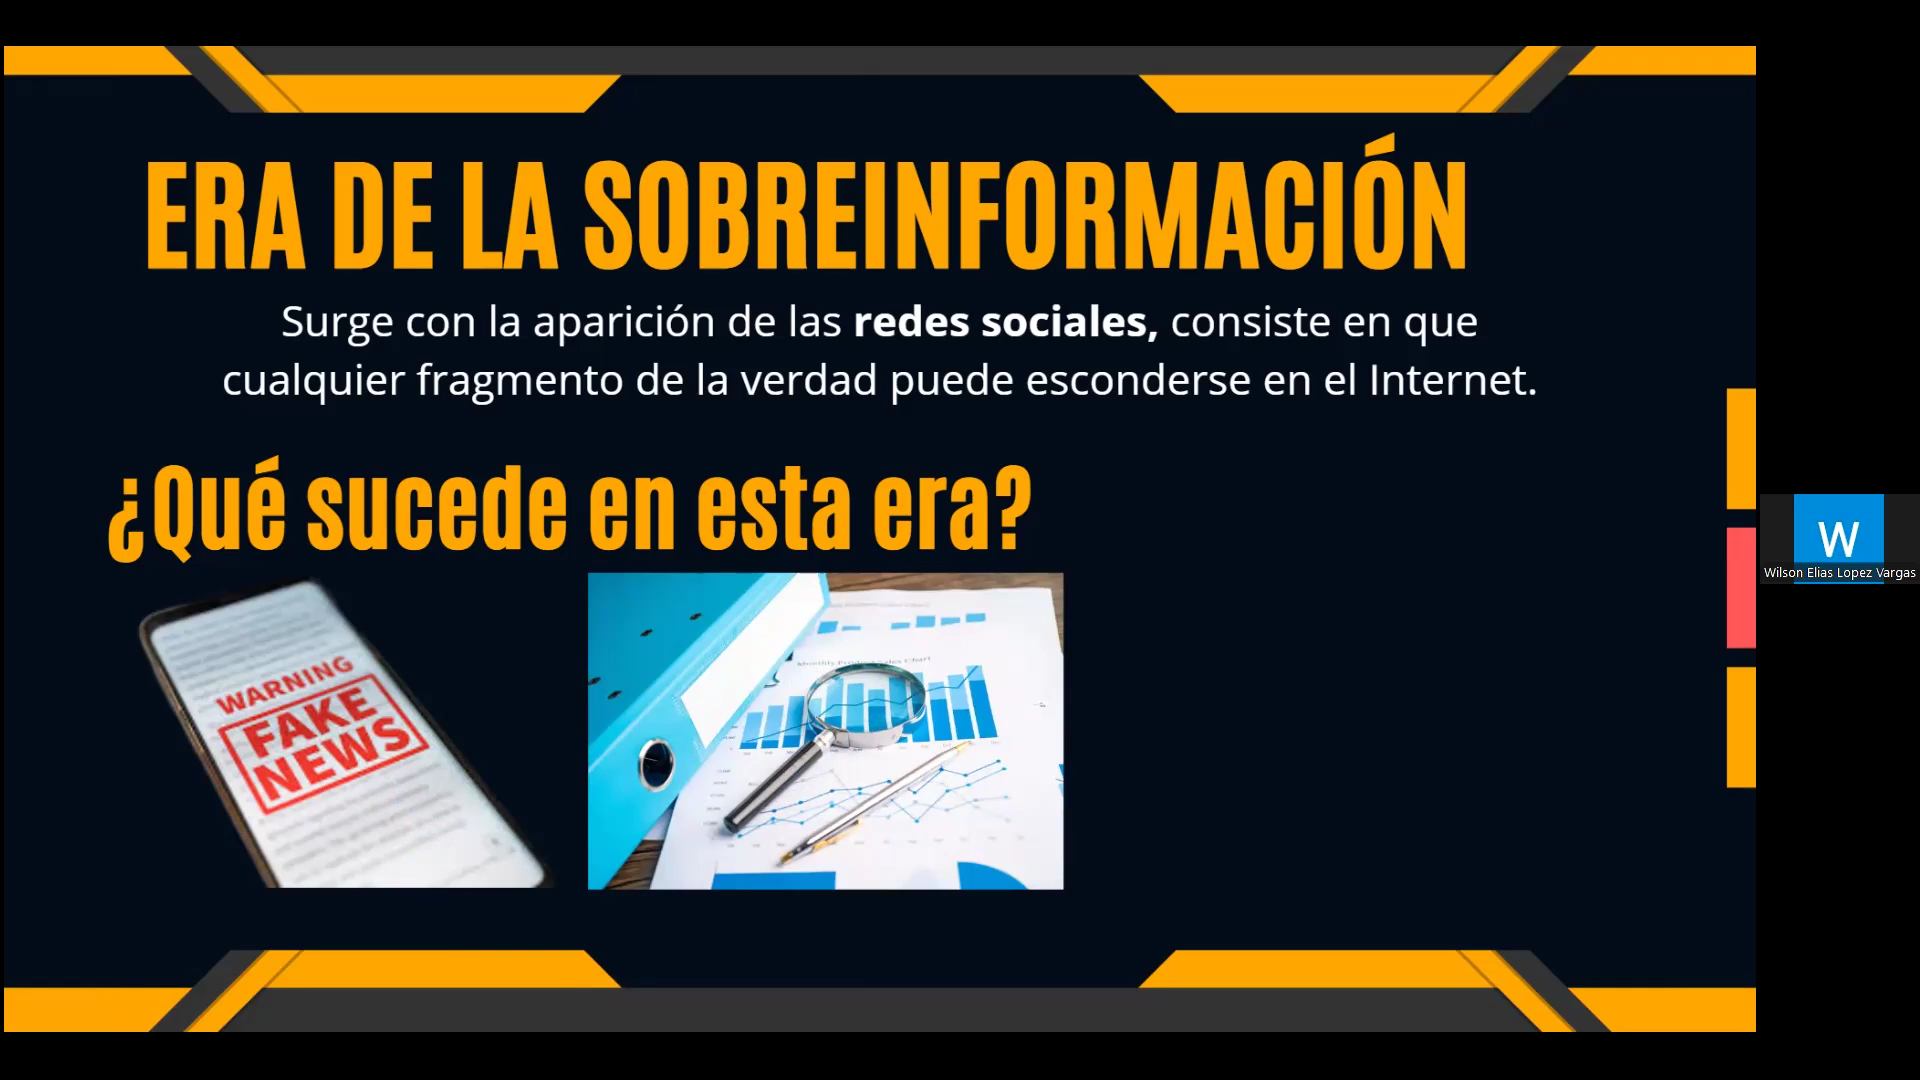 ERA DE LA SOBREINFORMACIÓN
Surge con la aparición de las redes sociales, consiste en que
cualquier fragmento de la verdad puede esconderse en el Internet.
¿Qué sucede en esta era?
WARNING
FAKE
NEWS
W
Wilson Elias Lopez Vargas